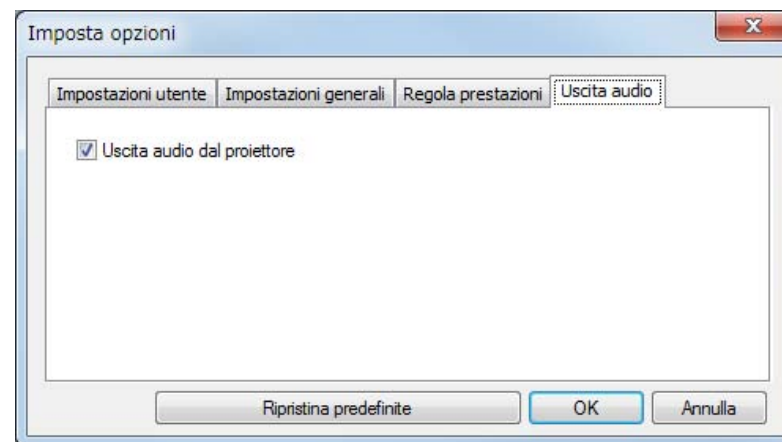 Imposta opzioni
Impostazioni utente Impostazioni generali Regola prestazioni Uscita audio
Uscita audio dal proiettore
Ripristina predefinite OK Annulla